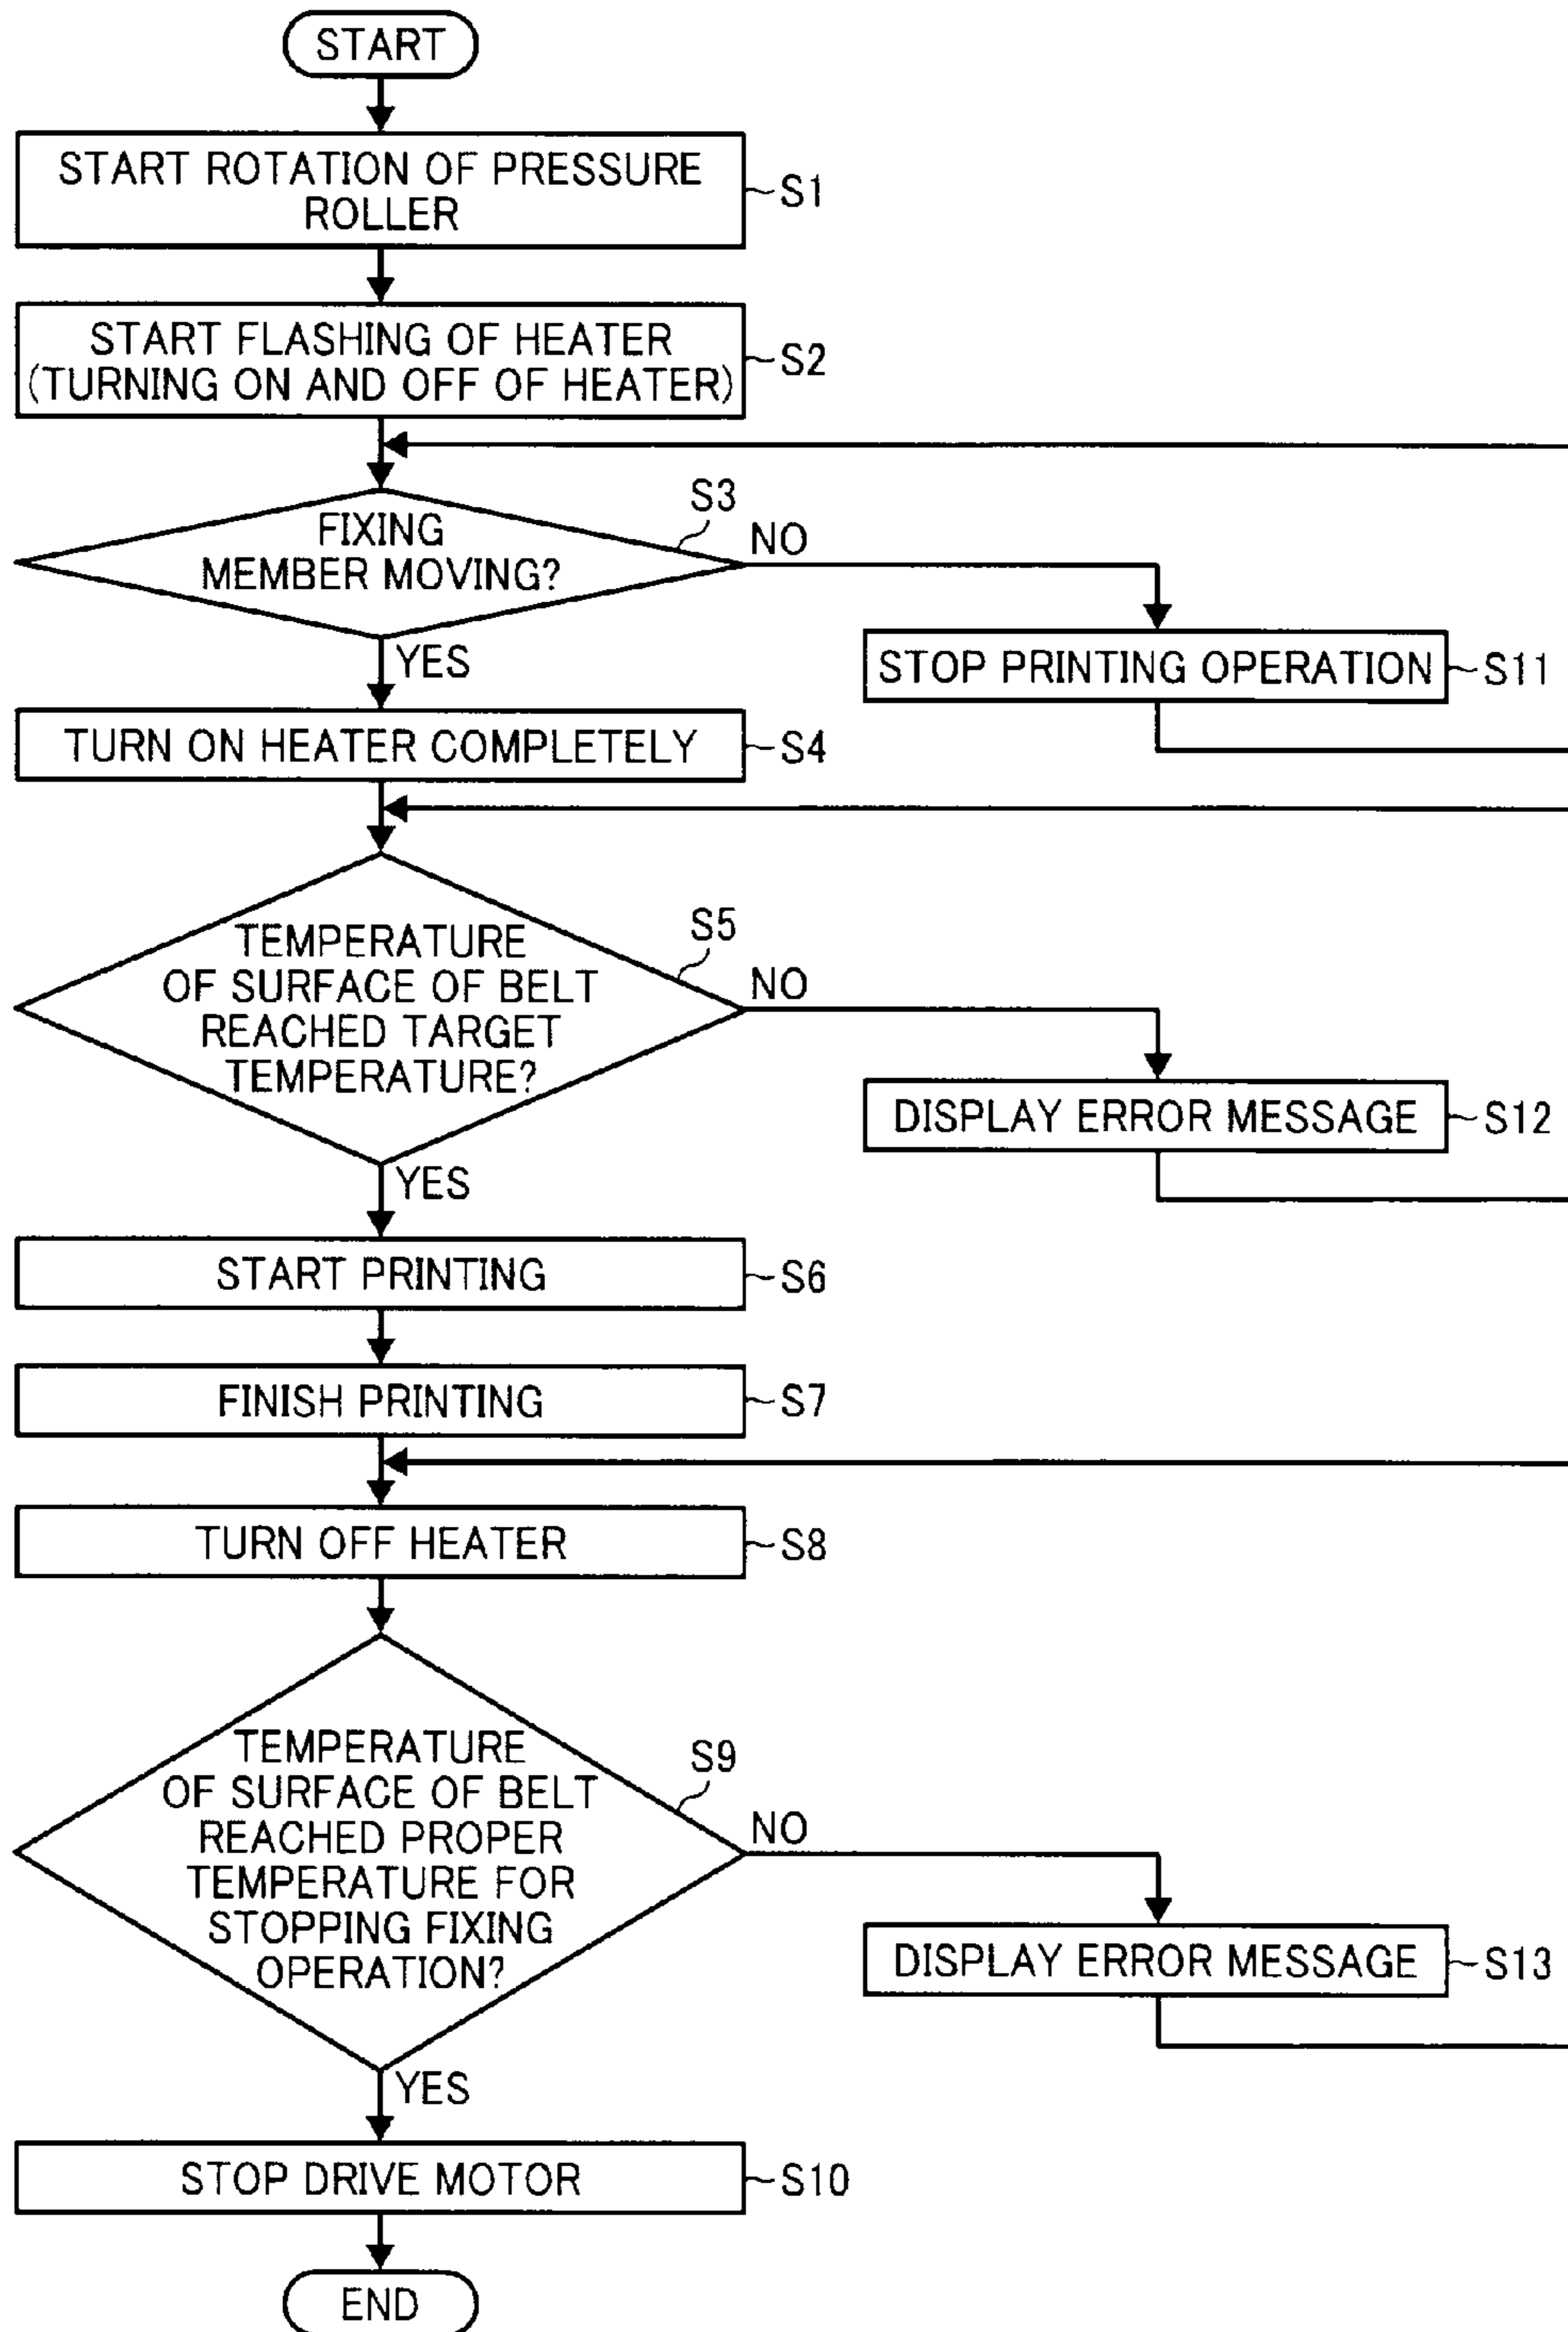 START
START ROTATION OF PRESSURE
ROLLER
S1
START FLASHING OF HEATER
(TURNING ON AND OFF OF HEATER)
S2
S3
FIXING
MEMBER MOVING?
NO
YES
STOP PRINTING OPERATION
S11
TURN ON HEATER COMPLETELY
S4
S5
TEMPERATURE
OF SURFACE OF BELT
REACHED TARGET
TEMPERATURE?
NO
DISPLAY ERROR MESSAGE
S12
YES
START PRINTING
S6
FINISH PRINTING
S7
TURN OFF HEATER
S8
S9
TEMPERATURE
OF SURFACE OF BELT
REACHED PROPER
TEMPERATURE FOR
STOPPING FIXING
OPERATION?
NO
DISPLAY ERROR MESSAGE
S13
YES
STOP DRIVE MOTOR
S10
END